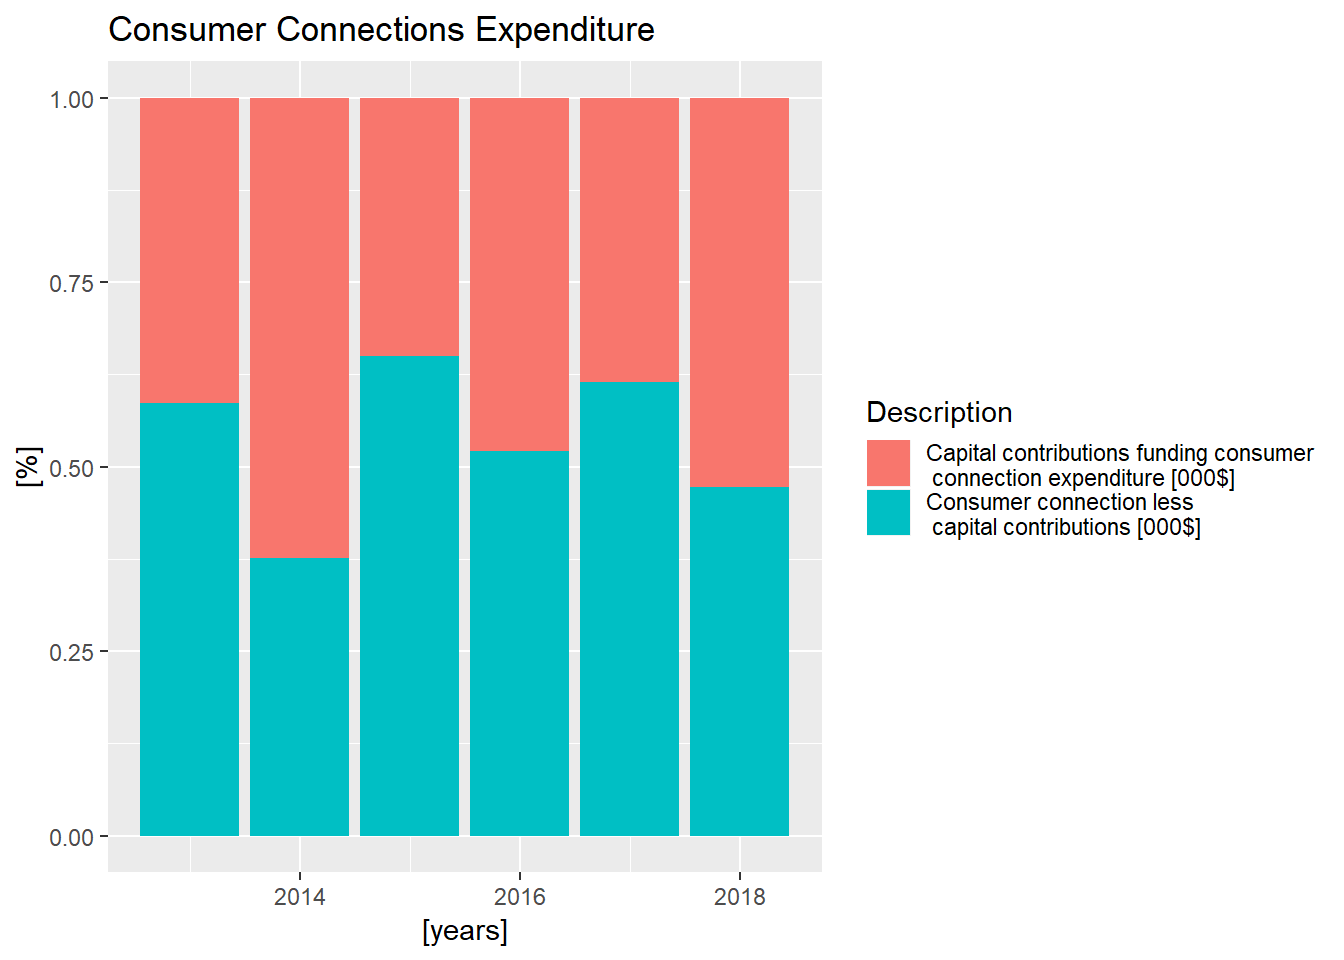 Consumer Connections Expenditure
1.00
0.75
0.50
0.25
0.00
[%]
2014
2016
2018
[years]
Description
Capital contributions funding consumer
connection expenditure [000$]
Consumer connection less
capital contributions [000$]